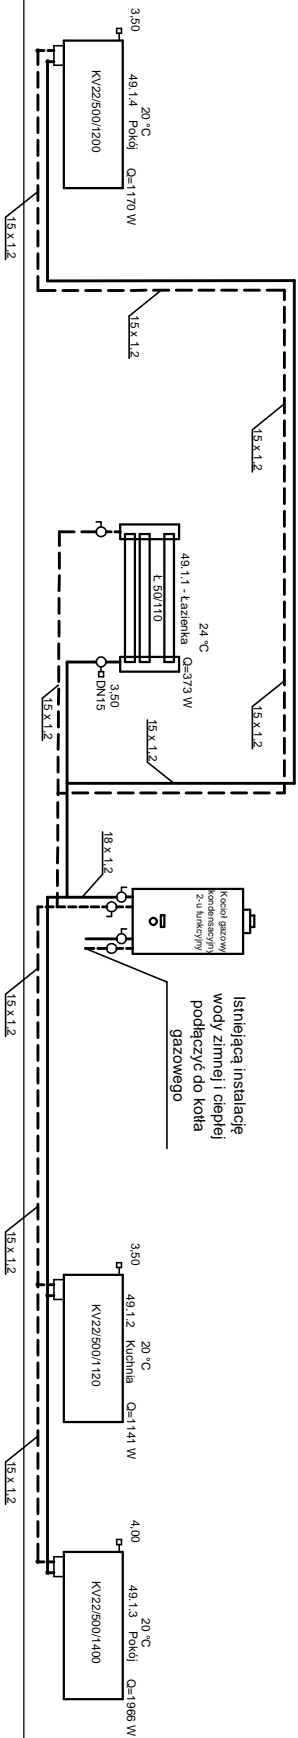 3,50
20 °C
49.1.4 Pokój Q=1170 W
KV22/500/1200
15 x 1,2
15 x 1,2
15 x 1,2
24 °C
49.1.1 - Łazienka Q=373 W
Ł 50/110
3,50
DN15
15 x 1,2
15 x 1,2
15 x 1,2
18 x 1,2
Kocioł gazowy
kondensacyjny
2-u funkcyjny
Istniejącą instalację
wody zimnej i ciepłej
podłączyć do kotła
gazowego
15 x 1,2
3,50
20 °C
49.1.2 Kuchnia Q=1141 W
KV22/500/1120
15 x 1,2
15 x 1,2
4,00
20 °C
49.1.3 Pokój Q=1966 W
KV22/500/1400